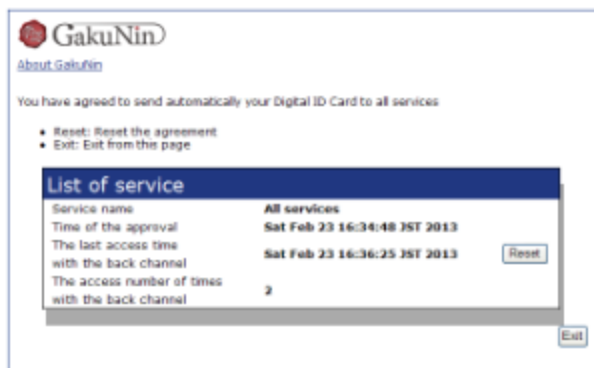 GakuNin
About GakuNin
You have agreed to send automatically your Digital ID Card to all services
Reset: Reset the agreement
Exit: Exit from this page
List of service
Service name All services
Time of the approval Sat Feb 23 16:34:48 JST 2013
The last access time
with the back channel Sat Feb 23 16:36:25 JST 2013 Reset
The access number of times
with the back channel 2
Exit